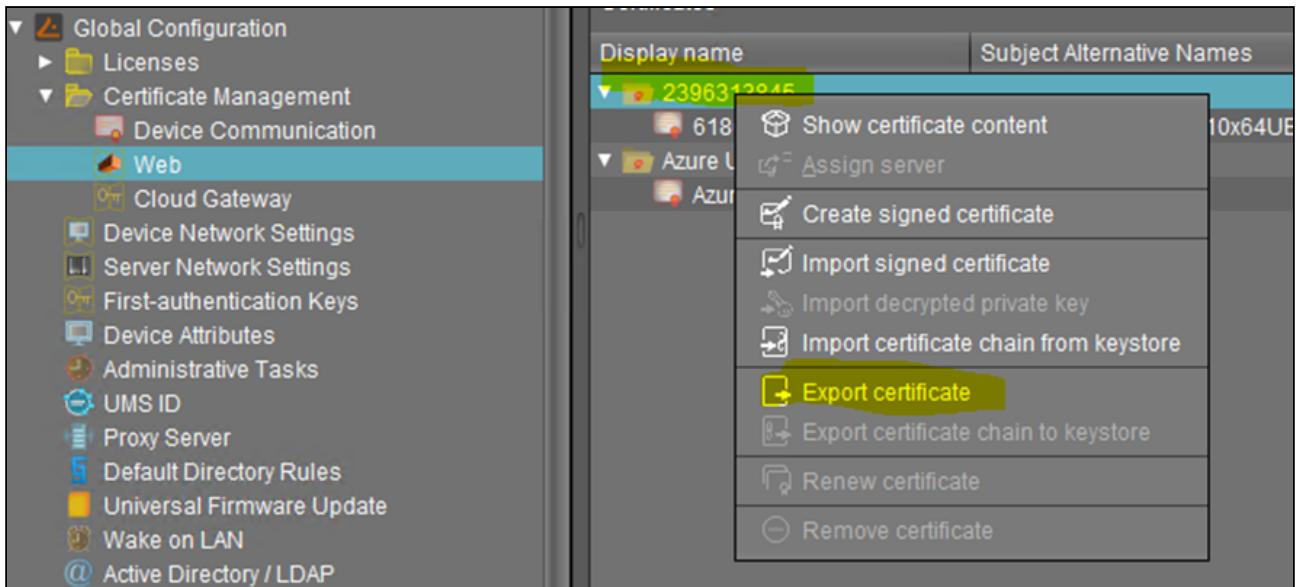 Global Configuration
Licenses
Certificate Management
Device Communication
Web
Cloud Gateway
Device Network Settings
Server Network Settings
First-authentication Keys
Device Attributes
Administrative Tasks
UMS ID
Proxy Server
Default Directory Rules
Universal Firmware Update
Wake on LAN
Active Directory / LDAP
Display name Subject Alternative Names
2396313845
618 10x64UE
Azure U
Azur
Show certificate content
Assign server
Create signed certificate
Import signed certificate
Import decrypted private key
Import certificate chain from keystore
Export certificate
Export certificate chain to keystore
Renew certificate
Remove certificate